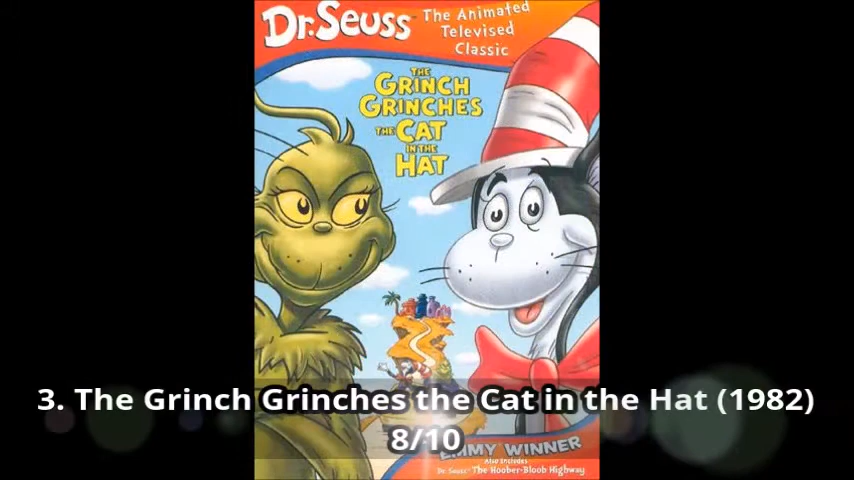 Dr. Seuss
The Animated
Televised
Classic
THE
GRINCH
GRINCHES
THE CAT
IN THE
HAT
3. The Grinch Grinches the Cat in the Hat (1982)
8/10
EMMY WINNER
Also Includes
Dr. Seuss' The Hoober-Bloob Highway